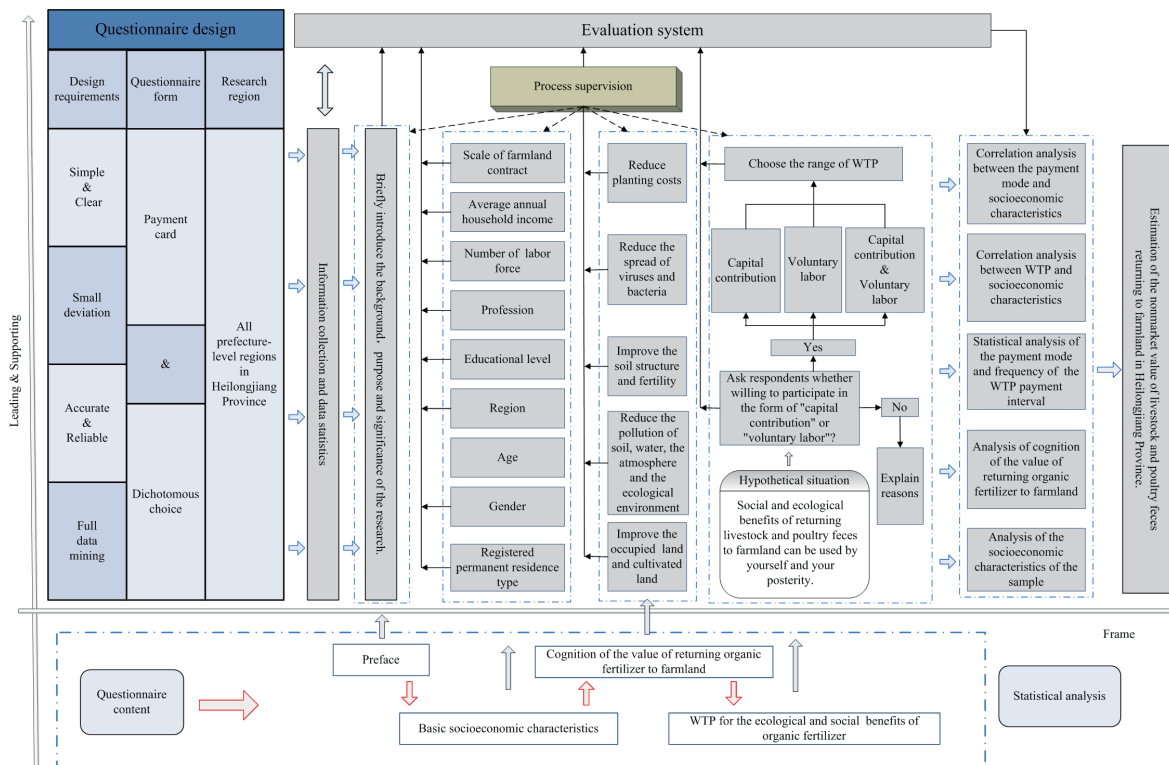 Questionnaire design
Design
requirements
Questionnaire
form
Research
region
Simple
&
Clear
Small
deviation
Accurate
&
Reliable
Full
data
mining
Payment
card
&
Dichotomous
choice
All
prefecture-level
regions
in
Heilongjiang
Province
Leading & Supporting
Evaluation system
Process supervision
Information collection and data statistics
Briefly introduce the background, purpose and significance of the research.
Scale of farmland
contract
Average annual
household income
Number of labor
force
Profession
Educational level
Region
Age
Gender
Registered
permanent residence
type
Reduce
planting costs
Reduce the
spread of
viruses and
bacteria
Improve the
soil structure
and fertility
Reduce the
pollution of
soil, water, the
atmosphere
and the
ecological
environment
Improve the
occupied land
and cultivated
land
Choose the range of WTP
Capital
contribution
Voluntary
labor
Capital
contribution
&
Voluntary
labor
Yes
Ask respondents whether
willing to participate in
the form of "capital
contribution" or
"voluntary labor"?
No
Explain
reasons
Hypothetical situation
Social and ecological
benefits of returning
livestock and poultry feces
to farmland can be used by
yourself and your
posterity.
Correlation analysis
between the payment
mode and
socioeconomic
characteristics
Correlation
analysis
between WTP and
socioeconomic
characteristics
Statistical analysis of
the payment
mode and
frequency of the
WTP payment
interval
Analysis of cognition
of the value of
returning organic
fertilizer to farmland
Analysis of the
socioeconomic
characteristics of the
sample
Estimation of the nonmarket value of livestock and poultry feces
returning to farmland in Heilongjiang Province.
Frame
Questionnaire
content
Preface
Cognition of the value of returning organic
fertilizer to farmland
Basic socioeconomic characteristics
WTP for the ecological and social benefits of
organic fertilizer
Statistical analysis